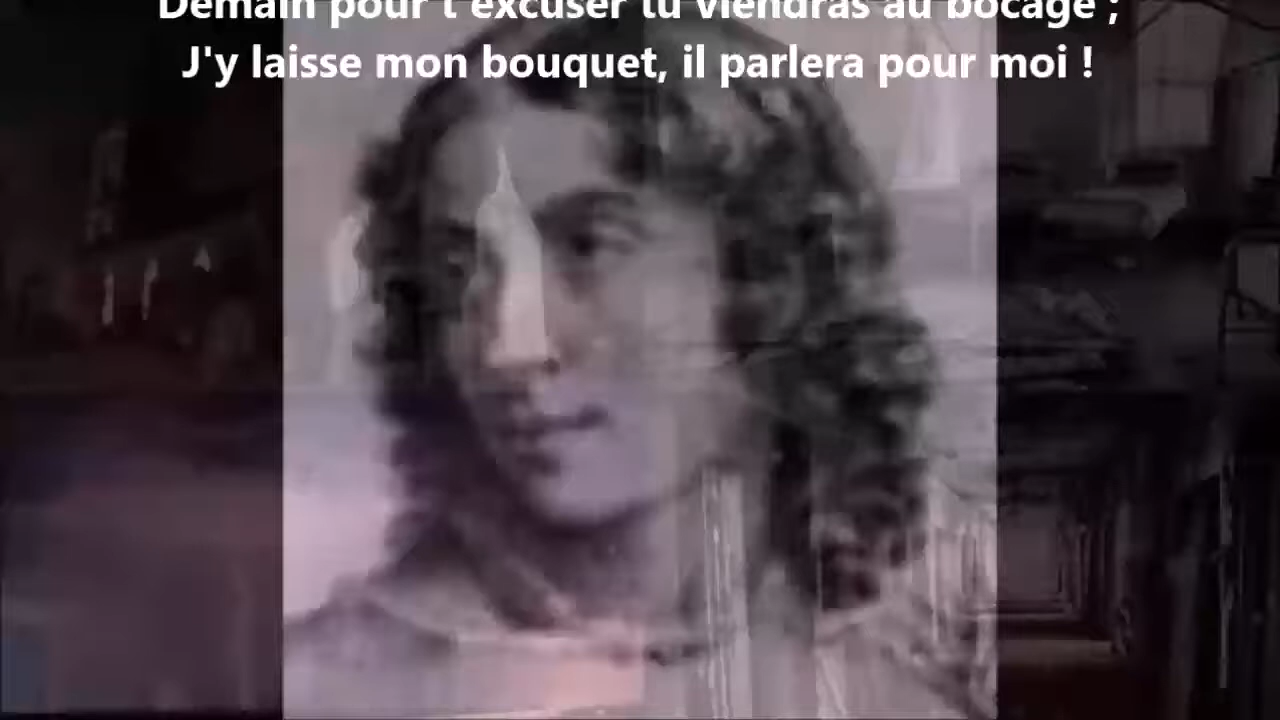 Demain pour t'excuser tu viendras au bocage ;
J'y laisse mon bouquet, il parlera pour moi !